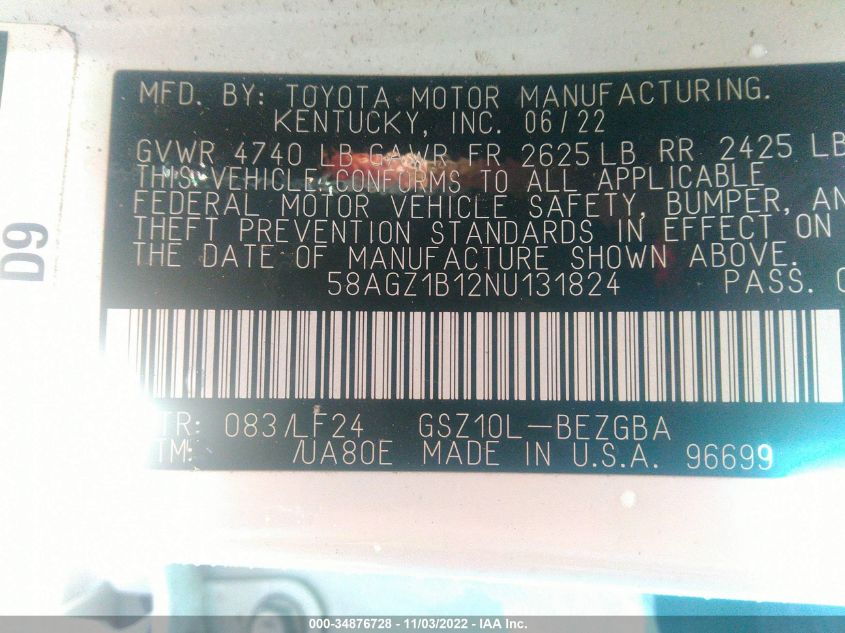 MFD. BY: TOYOTA MOTOR MANUFACTURING.
KENTUCKY, INC. 06/22
GVWR 4740 LB GAWR FR 2625 LB RR 2425 LB
THIS VEHICLE CONFORMS TO ALL APPLICABLE
FEDERAL MOTOR VEHICLE SAFETY, BUMPER, AN
THEFT PREVENTION STANDARDS IN EFFECT ON
THE DATE OF MANUFACTURE SHOWN ABOVE.
58AGZ1B12NU131824 PASS.
D9
TR: 083/LF24 GSZ10L-BEZGBA
TM: /UA80E MADE IN U.S.A. 96699
000-34876728 - 11/03/2022 - IAA Inc.